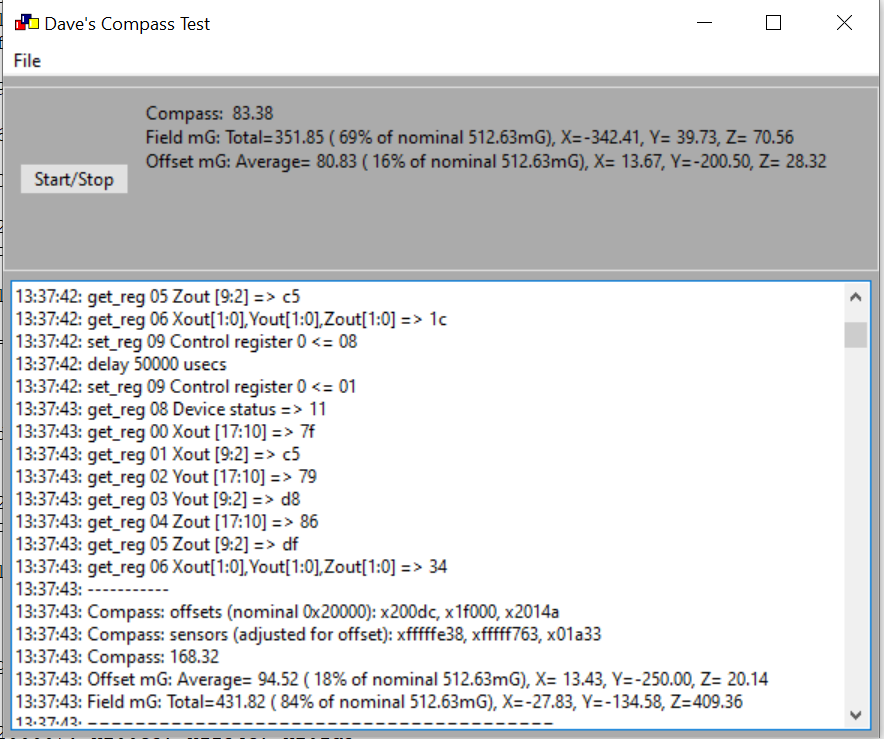 Dave's Compass Test
File
Compass: 83.38
Field mG: Total=351.85 ( 69% of nominal 512.63mG), X=-342.41, Y= 39.73, Z= 70.56
Offset mG: Average= 80.83 ( 16% of nominal 512.63mG), X= 13.67, Y=-200.50, Z= 28.32
Start/Stop
13:37:42: get_reg 05 Zout [9:2] => c5
13:37:42: get_reg 06 Xout[1:0],Yout[1:0],Zout[1:0] => 1c
13:37:42: set_reg 09 Control register 0 <= 08
13:37:42: delay 50000 usecs
13:37:42: set_reg 09 Control register 0 <= 01
13:37:43: get_reg 08 Device status => 11
13:37:43: get_reg 00 Xout [17:10] => 7f
13:37:43: get_reg 01 Xout [9:2] => c5
13:37:43: get_reg 02 Yout [17:10] => 79
13:37:43: get_reg 03 Yout [9:2] => d8
13:37:43: get_reg 04 Zout [17:10] => 86
13:37:43: get_reg 05 Zout [9:2] => df
13:37:43: get_reg 06 Xout[1:0],Yout[1:0],Zout[1:0] => 34
13:37:43: -----------
13:37:43: Compass: offsets (nominal 0x20000): x200dc, x1f000, x2014a
13:37:43: Compass: sensors (adjusted for offset): xfffffe38, xfffff763, x01a33
13:37:43: Compass: 168.32
13:37:43: Offset mG: Average= 94.52 ( 18% of nominal 512.63mG), X= 13.43, Y=-250.00, Z= 20.14
13:37:43: Field mG: Total=431.82 ( 84% of nominal 512.63mG), X=-27.83, Y=-134.58, Z=409.36